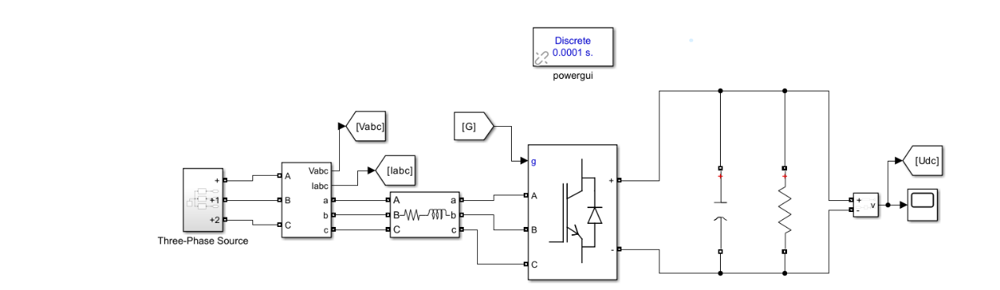 Discrete
0.0001 s.
powergui
[Vabc]
[G]
[Iabc]
g
[Udc]
+
+1
+2
Three-Phase Source
A
B
C
Vabc
Iabc
a
b
c
A
B
C
a
b
c
A
B
C
+
-
+
+
+
-
v